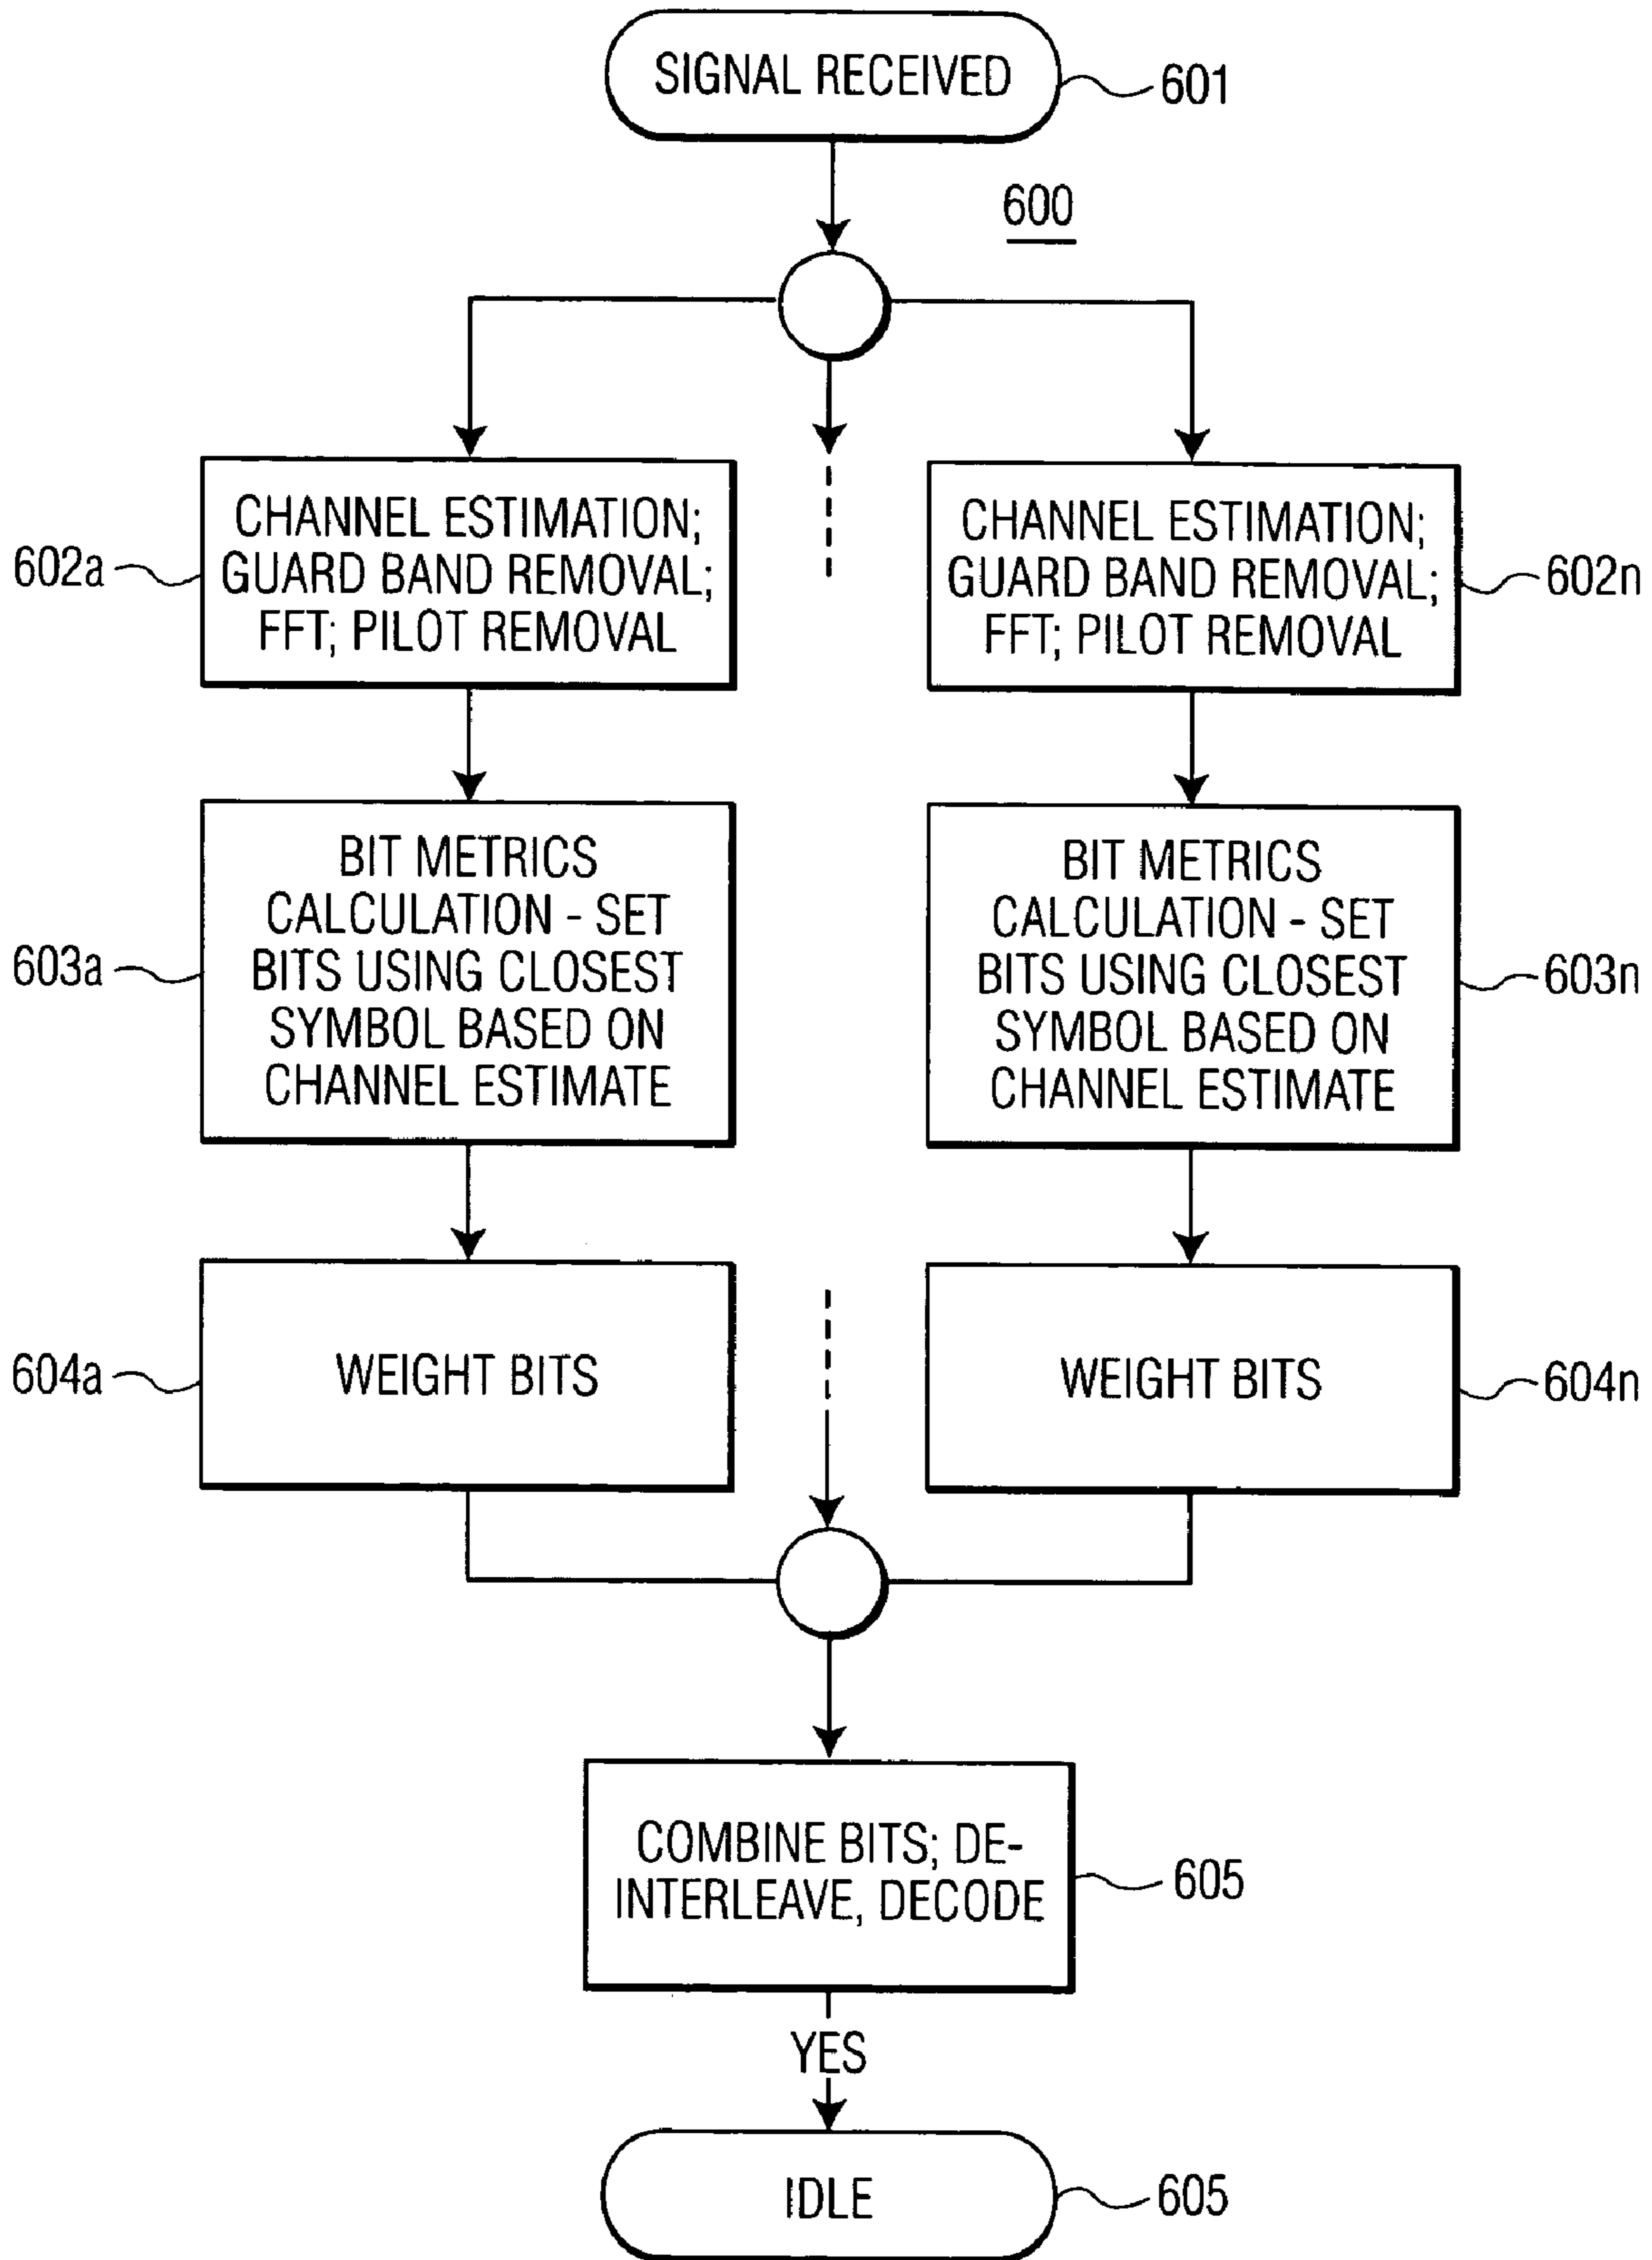 SIGNAL RECEIVED
601
600
602a
CHANNEL ESTIMATION;
GUARD BAND REMOVAL;
FFT; PILOT REMOVAL
CHANNEL ESTIMATION;
GUARD BAND REMOVAL;
FFT; PILOT REMOVAL
602n
603a
BIT METRICS
CALCULATION - SET
BITS USING CLOSEST
SYMBOL BASED ON
CHANNEL ESTIMATE
BIT METRICS
CALCULATION - SET
BITS USING CLOSEST
SYMBOL BASED ON
CHANNEL ESTIMATE
603n
604a
WEIGHT BITS
WEIGHT BITS
604n
COMBINE BITS; DE-
INTERLEAVE, DECODE
605
YES
IDLE
605